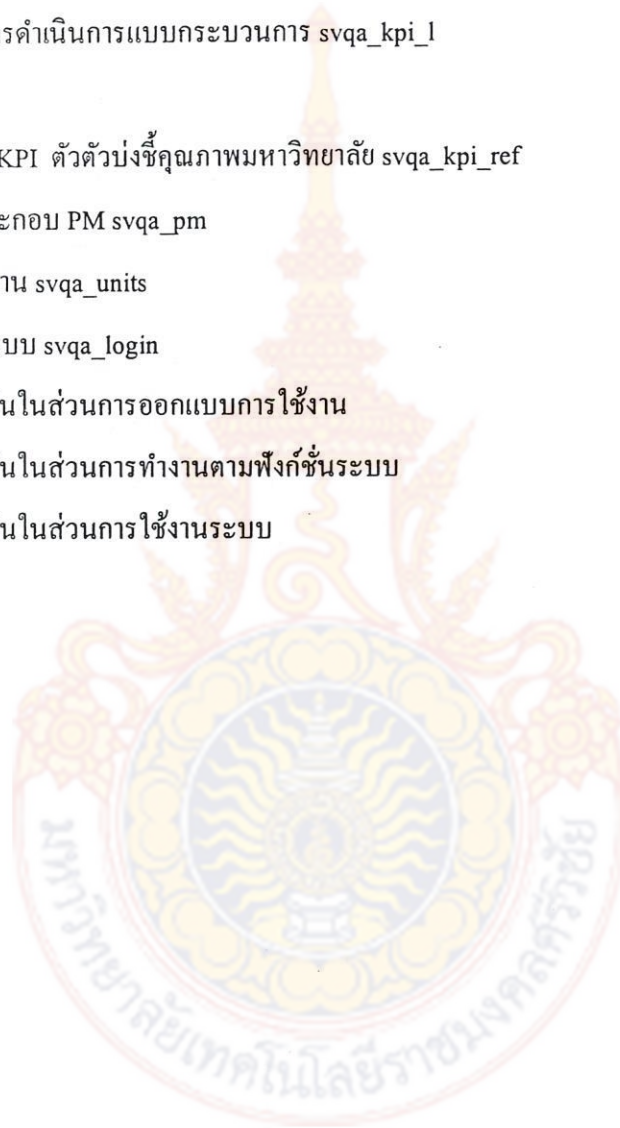 รดำเนินการแบบกระบวนการ svqa_kpi_l
KPI ตัวตัวบ่งชี้คุณภาพมหาวิทยาลัย svqa_kpi_ref
ะกอบ PM svqa_pm
าน svqa_units
บบ svqa_login
ันในส่วนการออกแบบการใช้งาน
ันในส่วนการทำงานตามฟังก์ชั่นระบบ
ันในส่วนการใช้งานระบบ
มหาวิทยาลัยเทคโนโลยีราชมงคลศรีวิชัย